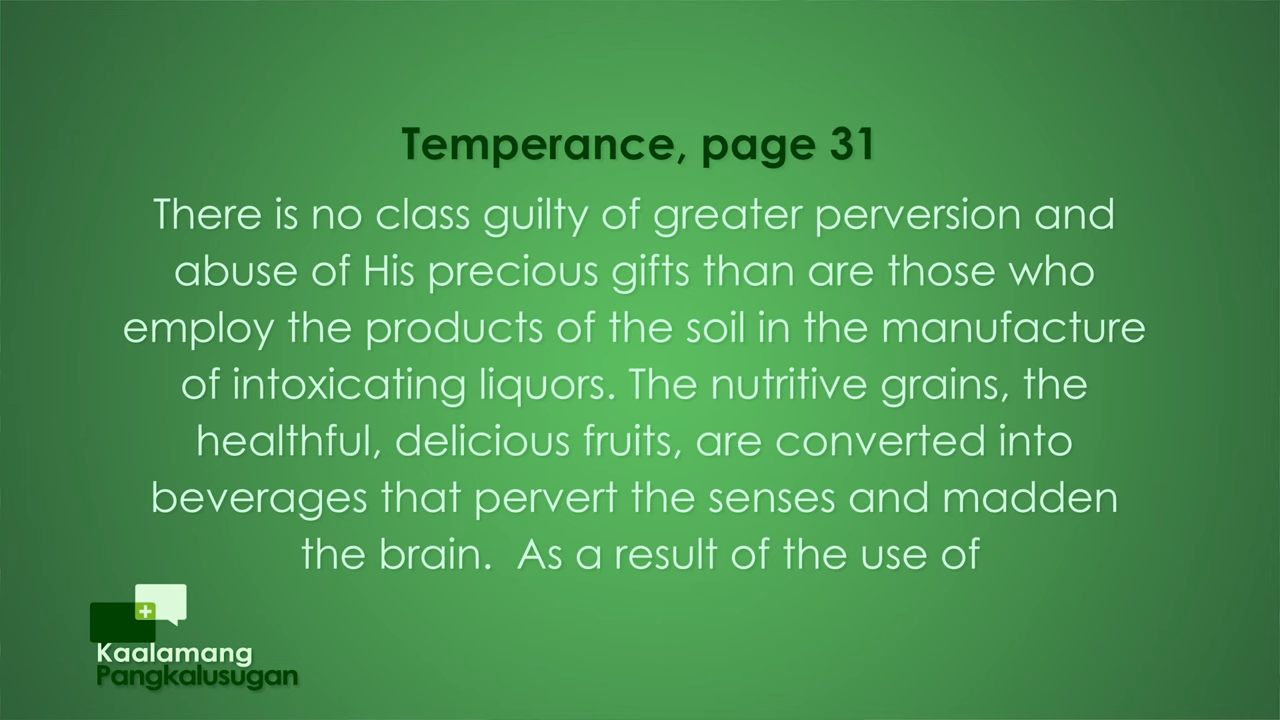 Temperance, page 31
There is no class guilty of greater perversion and
abuse of His precious gifts than are those who
employ the products of the soil in the manufacture
of intoxicating liquors. The nutritive grains, the
healthful, delicious fruits, are converted into
beverages that pervert the senses and madden
the brain.  As a result of the use of
Kaalamang
Pangkalusugan